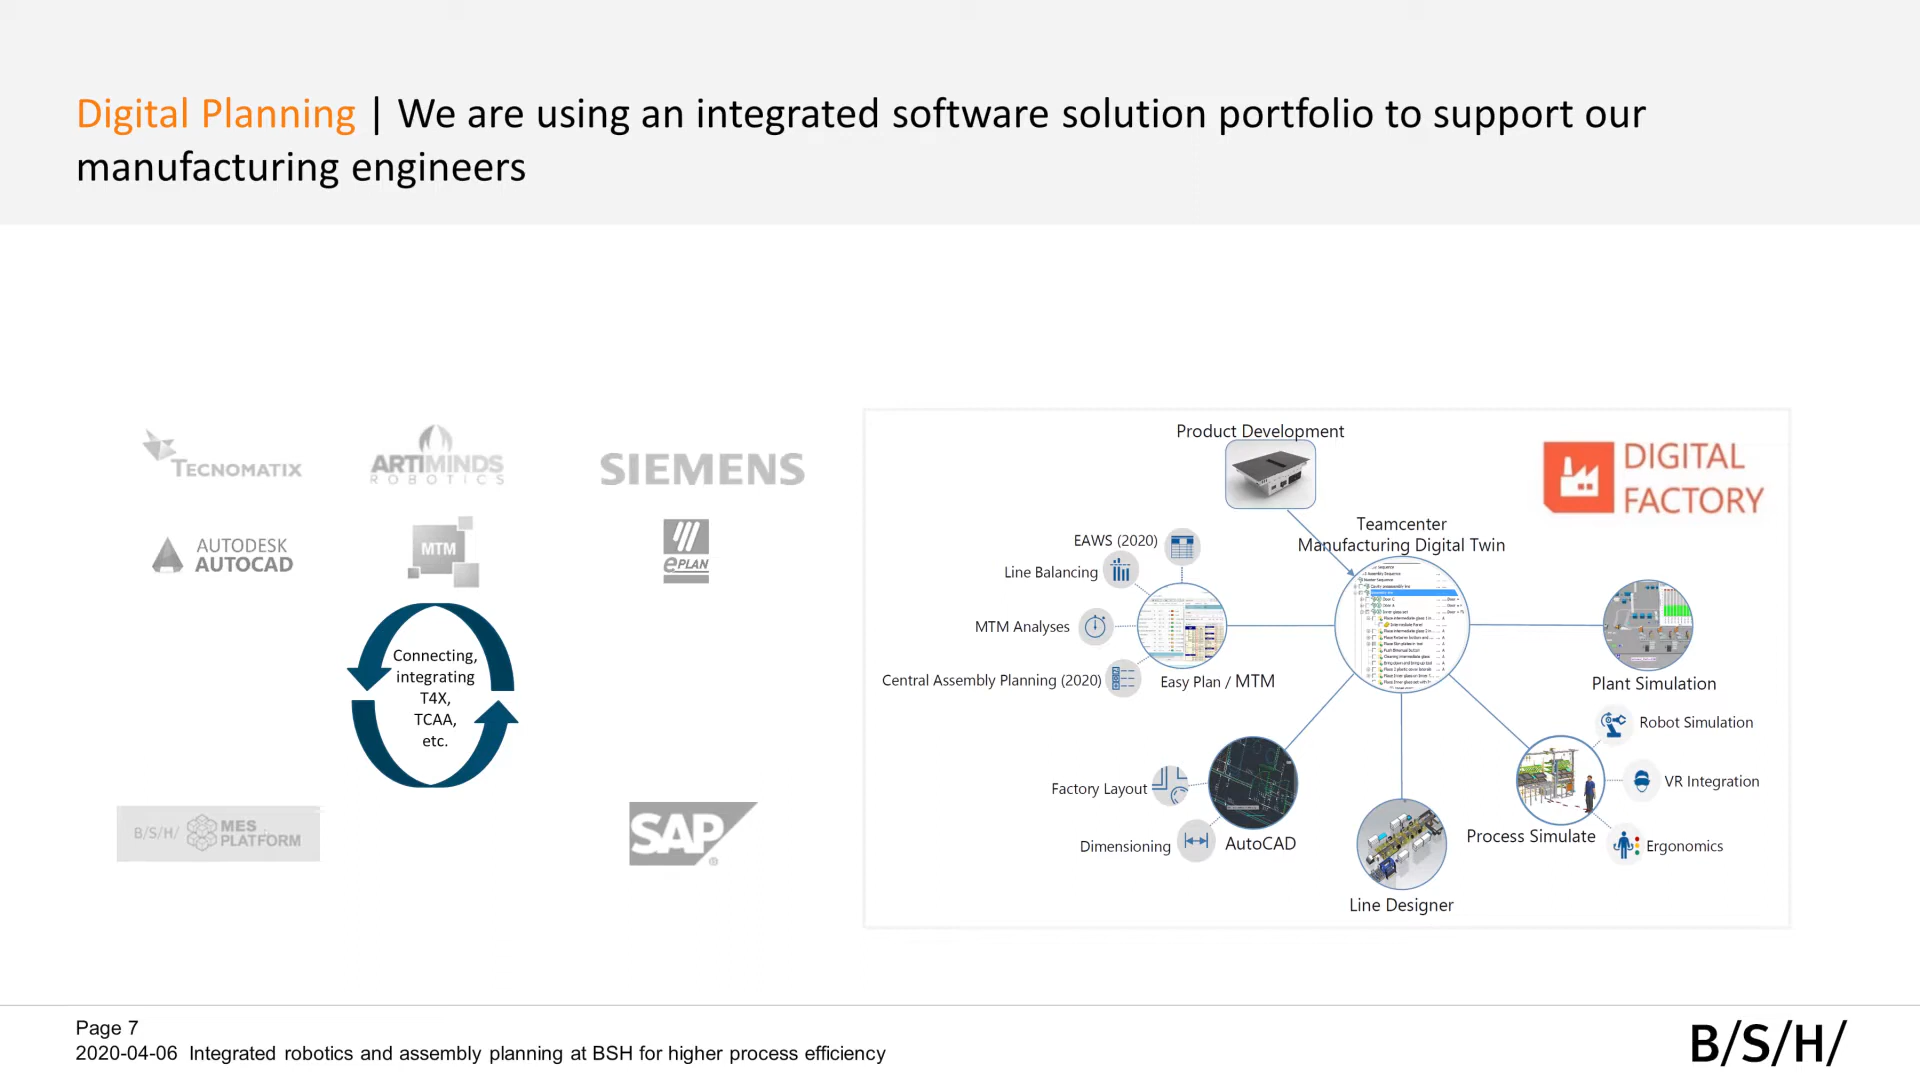 Digital Planning | We are using an integrated software solution portfolio to support our
manufacturing engineers
TECNOMATIX
ARTIMINDS
ROBOTICS
SIEMENS
AUTODESK
AUTOCAD
MTM
ePLAN
Connecting,
integrating
T4X,
TCAA,
etc.
B/S/H/
MES
PLATFORM
SAP
®
Product Development
DIGITAL
FACTORY
Teamcenter
Manufacturing Digital Twin
EAWS (2020)
Line Balancing
MTM Analyses
Central Assembly Planning (2020)
Easy Plan / MTM
Plant Simulation
Robot Simulation
VR Integration
Process Simulate
Ergonomics
Factory Layout
Dimensioning
AutoCAD
Line Designer
Page 7
2020-04-06 Integrated robotics and assembly planning at BSH for higher process efficiency
B/S/H/